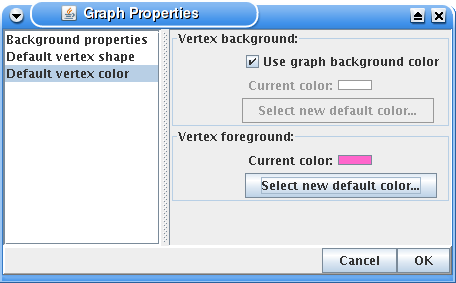 Graph Properties
Background properties
Default vertex shape
Default vertex color
Vertex background:
Use graph background color
Current color:
Select new default color...
Vertex foreground:
Current color:
Select new default color...
Cancel
OK